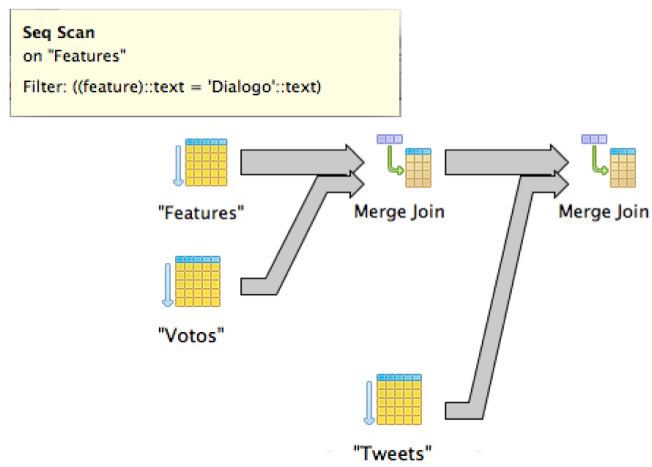 Seq Scan
on "Features"
Filter: ((feature)::text = 'Dialogo'::text)
"Features"
Merge Join
Merge Join
"Votos"
"Tweets"